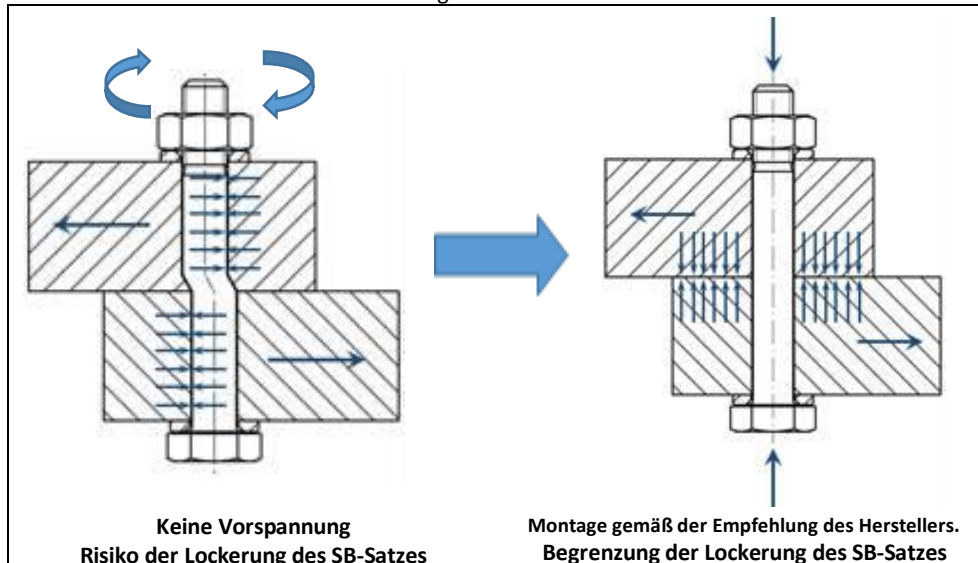 Keine Vorspannung
Risiko der Lockerung des SB-Satzes
Montage gemäß der Empfehlung des Herstellers.
Begrenzung der Lockerung des SB-Satzes